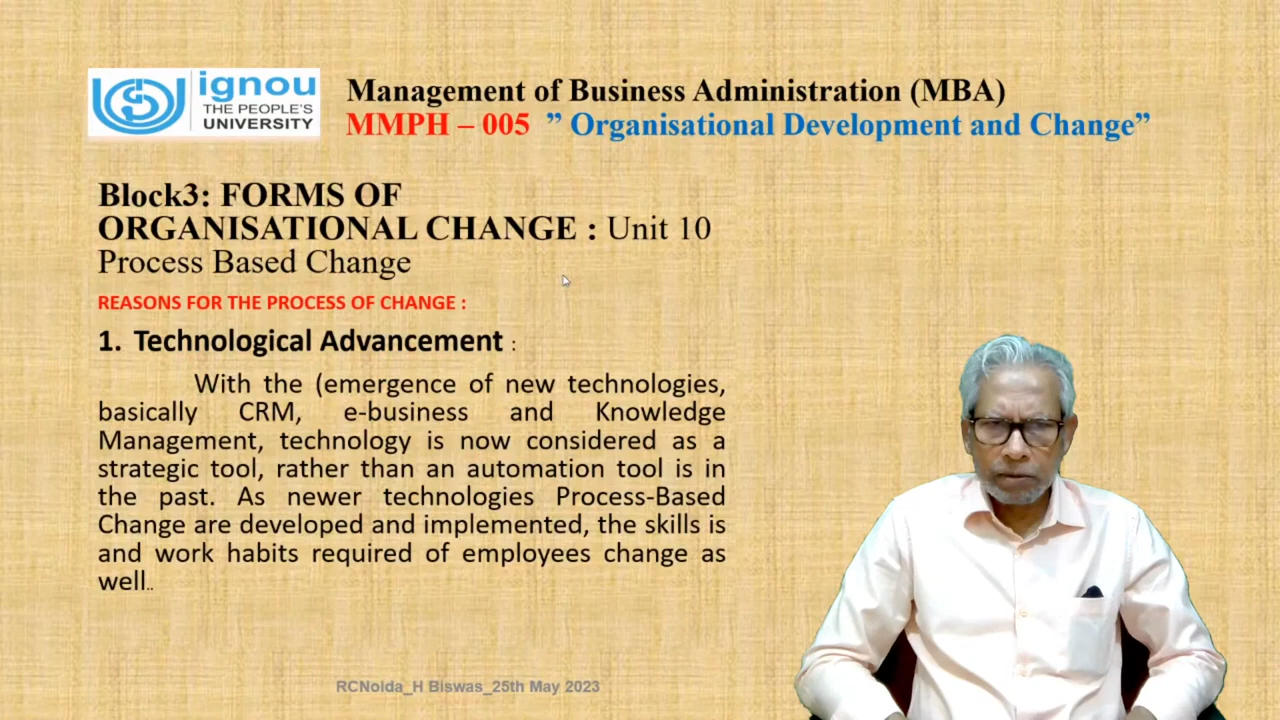 ignou
THE PEOPLE'S
UNIVERSITY
Management of Business Administration (MBA)
MMPH – 005 ” Organisational Development and Change”
Block3: FORMS OF
ORGANISATIONAL CHANGE : Unit 10
Process Based Change
REASONS FOR THE PROCESS OF CHANGE :
1. Technological Advancement :
With the (emergence of new technologies,
basically CRM, e-business and Knowledge
Management, technology is now considered as a
strategic tool, rather than an automation tool is in
the past. As newer technologies Process-Based
Change are developed and implemented, the skills is
and work habits required of employees change as
well..
RCNoida_H Biswas_25th May 2023